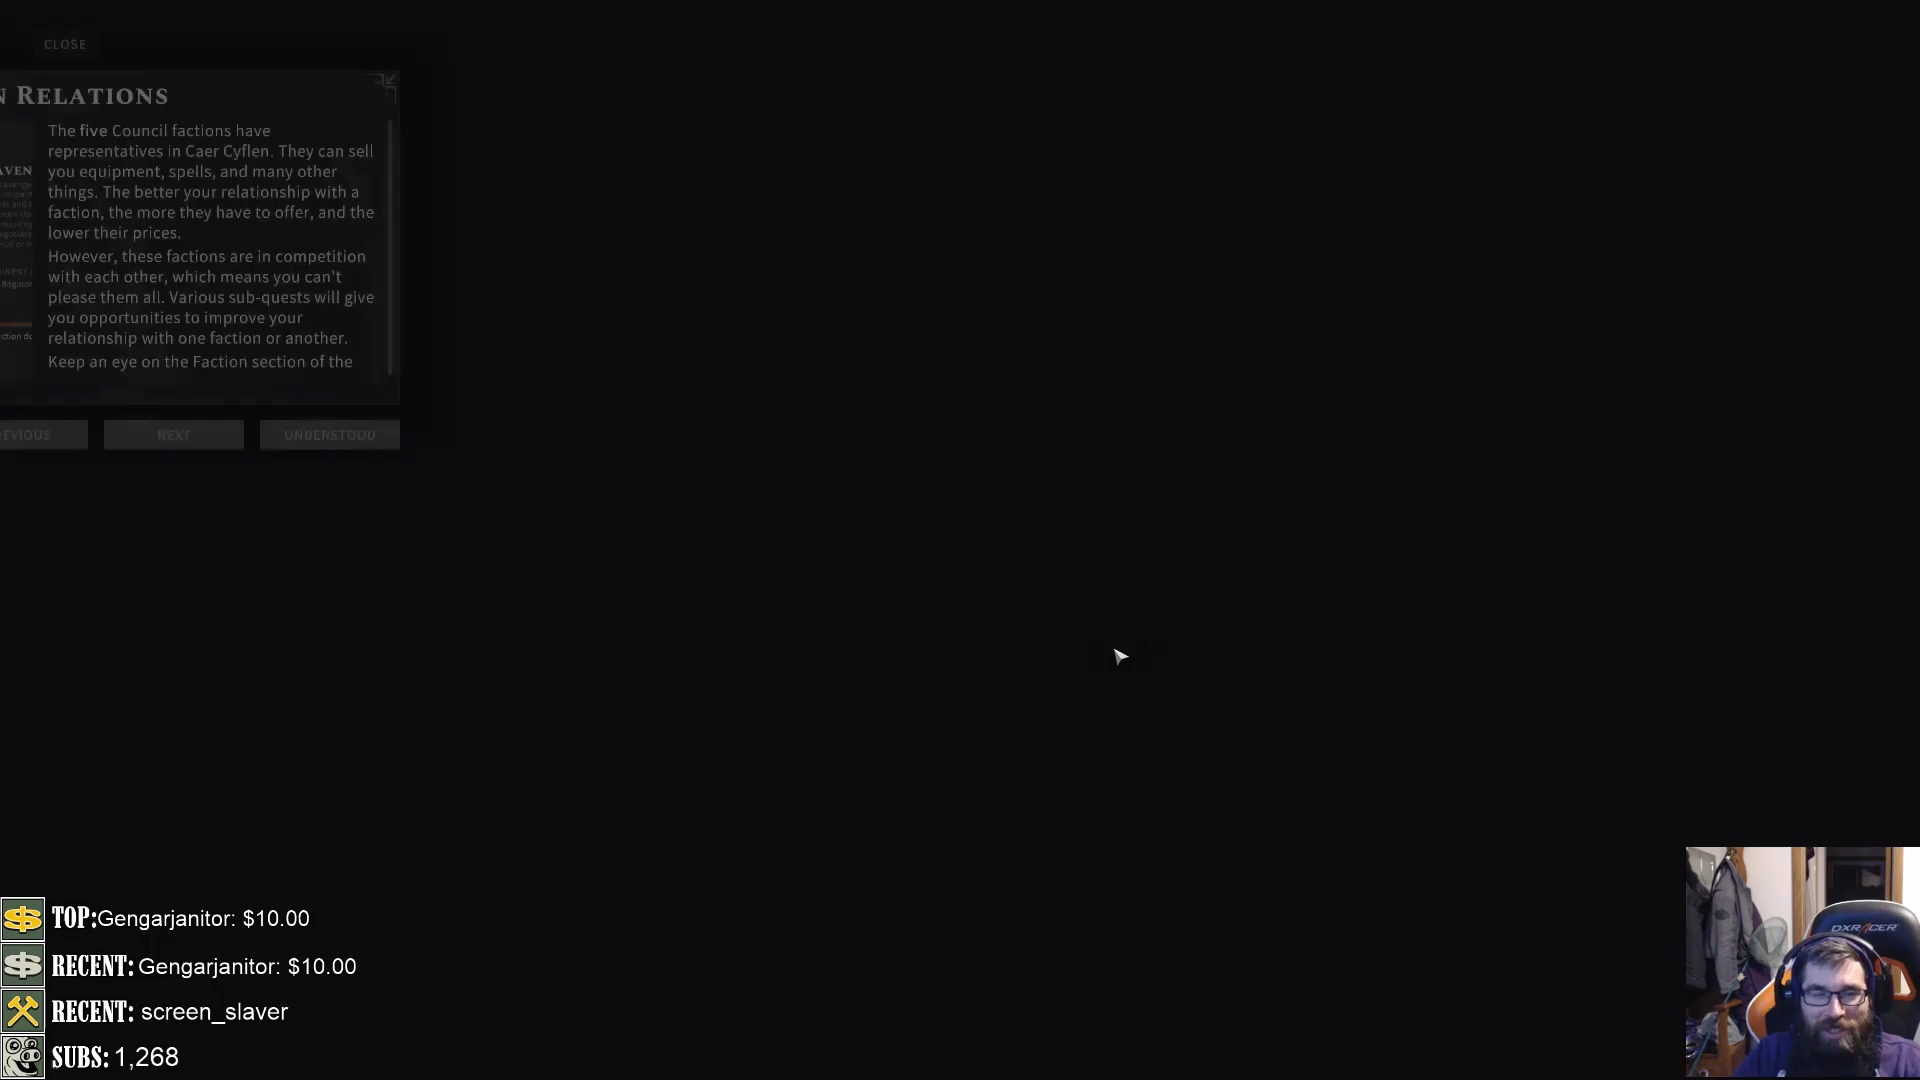 CLOSE
N RELATIONS
The five Council factions have
representatives in Caer Cyflen. They can sell
you equipment, spells, and many other
things. The better your relationship with a
faction, the more they have to offer, and the
lower their prices.
However, these factions are in competition
with each other, which means you can't
please them all. Various sub-quests will give
you opportunities to improve your
relationship with one faction or another.
Keep an eye on the Faction section of the
AVEN
EVIOUS
NEXT
UNDERSTOOD
TOP:Gengarjanitor: $10.00
RECENT: Gengarjanitor: $10.00
RECENT: screen_slaver
SUBS: 1,268
DXRACER